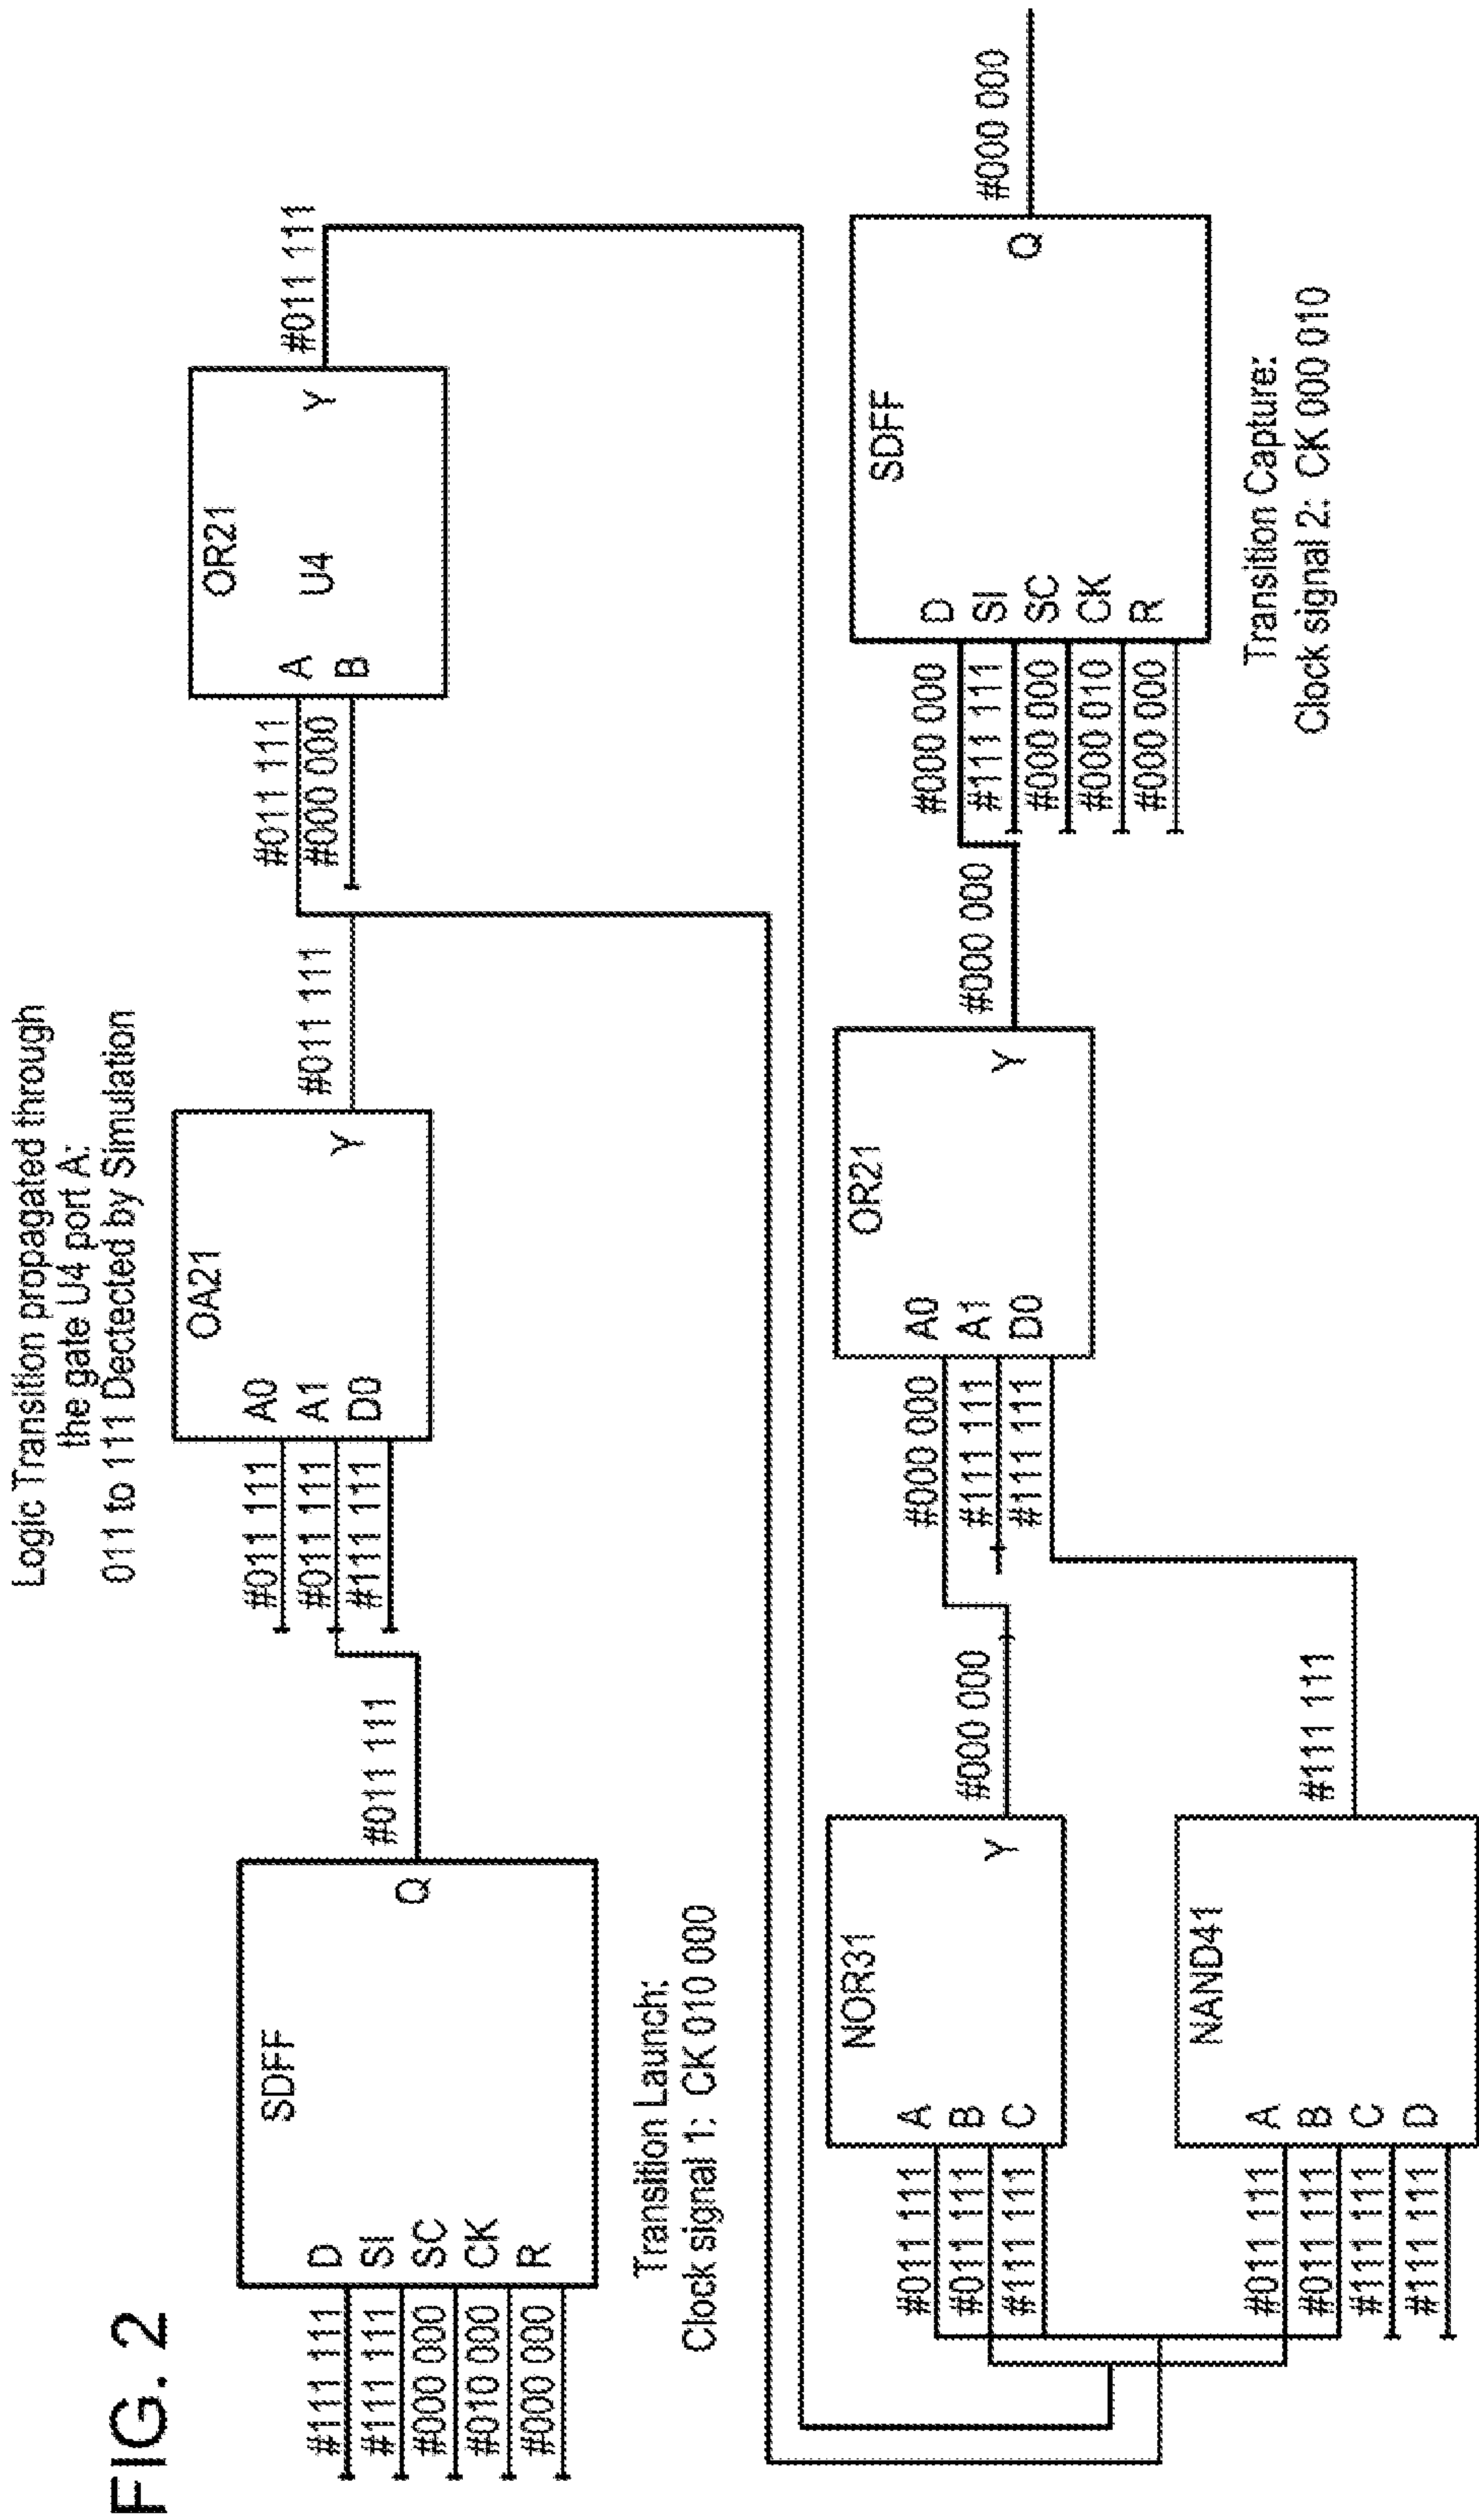 FIG. 2
Logic Transition propagated through
the gate U4 port A:
011 to 111 Dectected by Simulation
SDFF
#111 111 D
#111 111 SI
#000 000 SC
#010 000 CK
#000 000 R
Q
#011 111
Transition Launch:
Clock signal 1: CK 010 000
OA21
#011 111 A0
#011 111 A1
#111 111 D0
Y
#011 111
OR21
U4
#011 111 A
#000 000 B
Y
#011 111
NOR31
#011 111 A
#011 111 B
#111 111 C
Y
#000 000
NAND41
#011 111 A
#011 111 B
#111 111 C
#111 111 D
#111 111
OR21
#000 000 A0
#111 111 A1
#111 111 D0
Y
#000 000
SDFF
#000 000 D
#111 111 SI
#000 000 SC
#000 010 CK
#000 000 R
Q
#000 000
Transition Capture:
Clock signal 2: CK 000 010